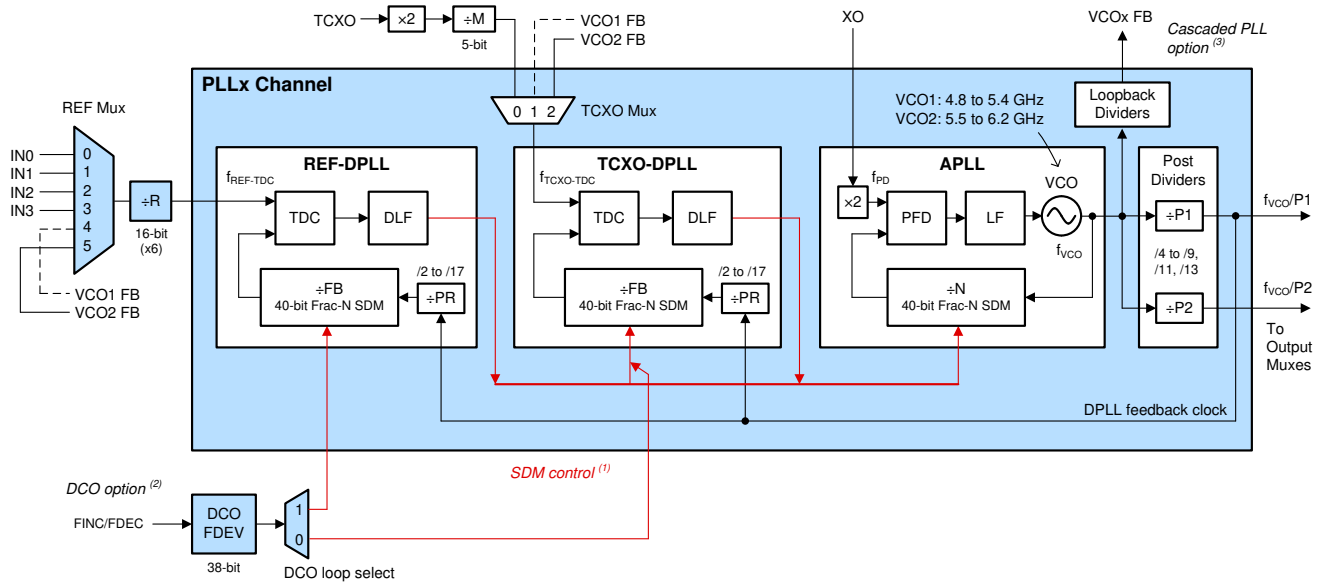 TCXO
×2
÷M
5-bit
VCO1 FB
VCO2 FB
XO
VCOx FB
Cascaded PLL
option (3)
PLLx Channel
REF Mux
0 1 2
TCXO Mux
VCO1: 4.8 to 5.4 GHz
VCO2: 5.5 to 6.2 GHz
Loopback
Dividers
IN0
IN1
IN2
IN3
0
1
2
3
4
5
÷R
16-bit
(x6)
VCO1 FB
VCO2 FB
REF-DPLL
fREF-TDC
TDC
DLF
÷FB
40-bit Frac-N SDM
/2 to /17
÷PR
TCXO-DPLL
fTCXO-TDC
TDC
DLF
÷FB
40-bit Frac-N SDM
/2 to /17
÷PR
APLL
fPD
×2
PFD
LF
VCO
fVCO
÷N
40-bit Frac-N SDM
Post
Dividers
÷P1
/4 to /9,
/11, /13
÷P2
fVCO/P1
fVCO/P2
To
Output
Muxes
DPLL feedback clock
SDM control (1)
DCO option (2)
FINC/FDEC
DCO
FDEV
38-bit
1
0
DCO loop select